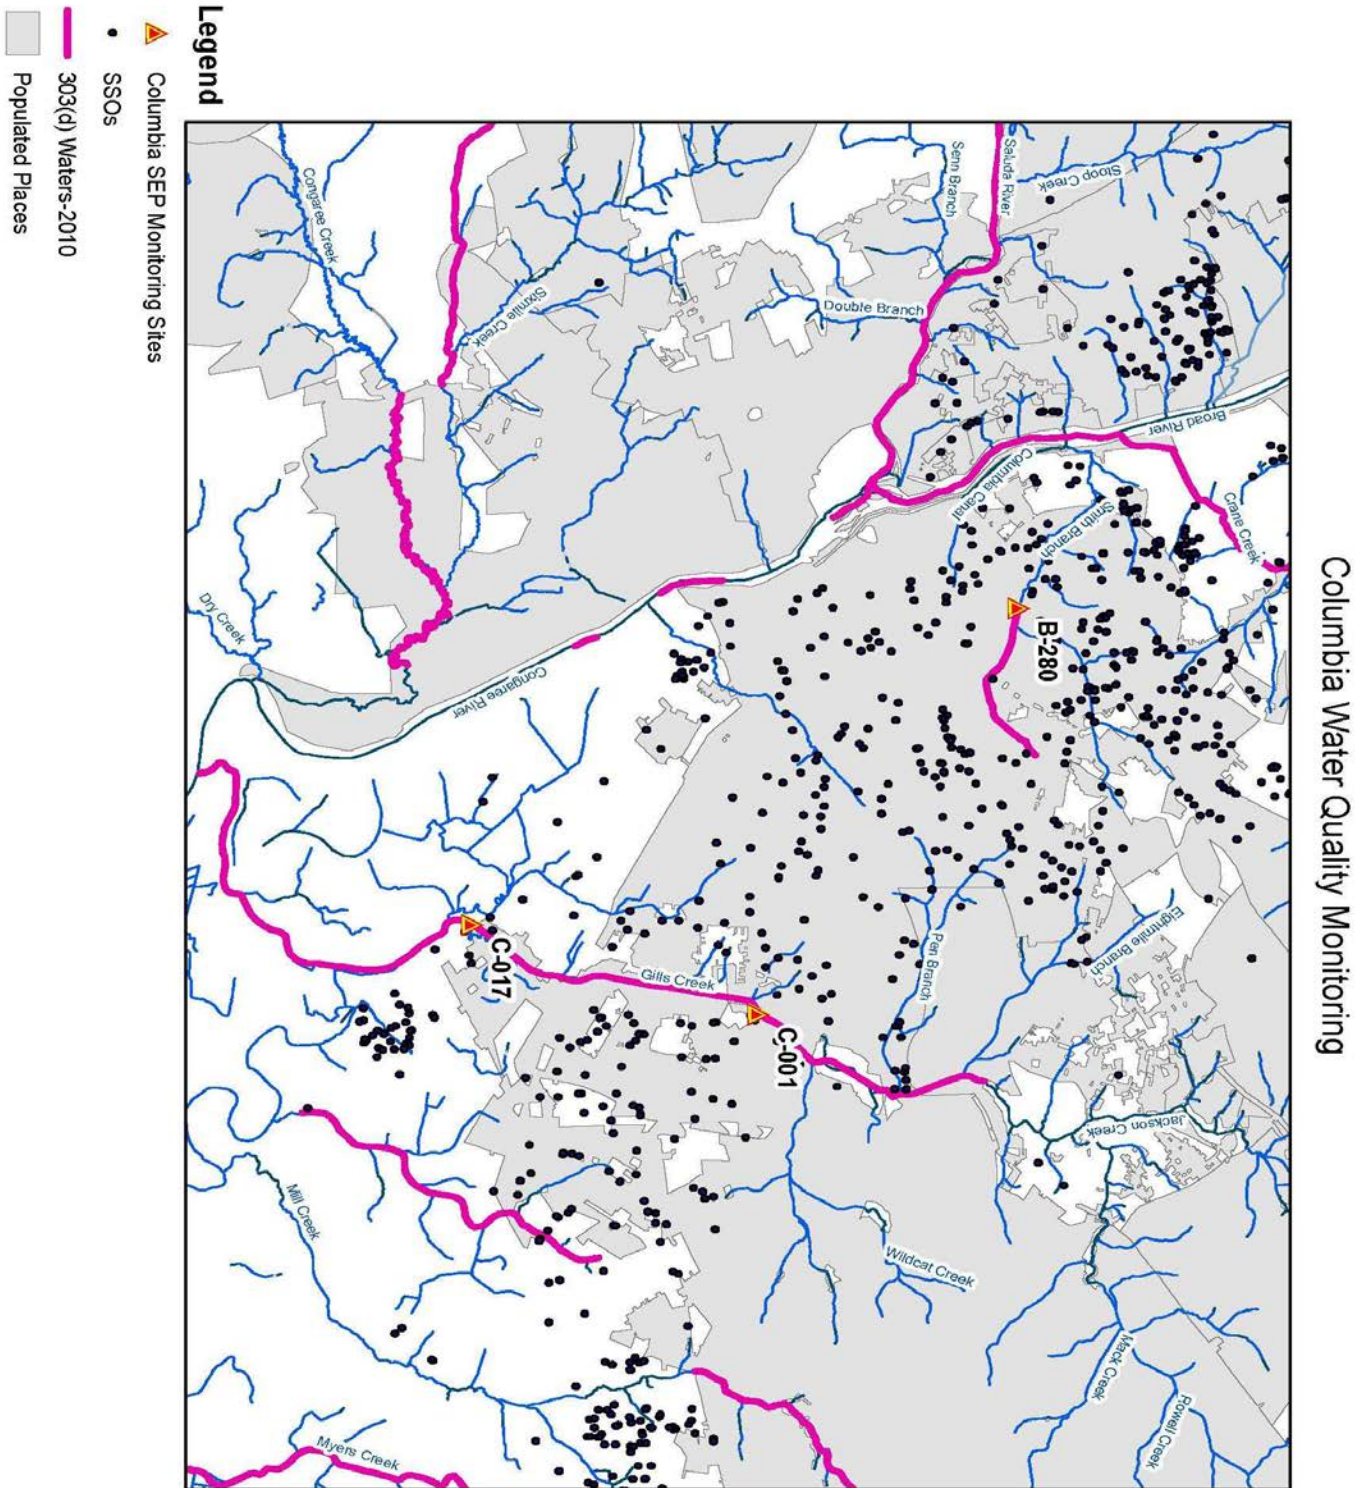 Columbia Water Quality Monitoring
Stoop Creek
Saluda River
Senn Branch
Double Branch
Broad River
Crane Creek
Columbia Canal
Smith Branch
B-280
Congaree Creek
Sixmile Creek
Dry Creek
Congaree River
Eightmile Branch
Pen Branch
Gills Creek
C-017
C-001
Jackson Creek
Wildcat Creek
Mill Creek
Mack Creek
Rowell Creek
Myers Creek
Legend
Columbia SEP Monitoring Sites
SSOs
303(d) Waters-2010
Populated Places